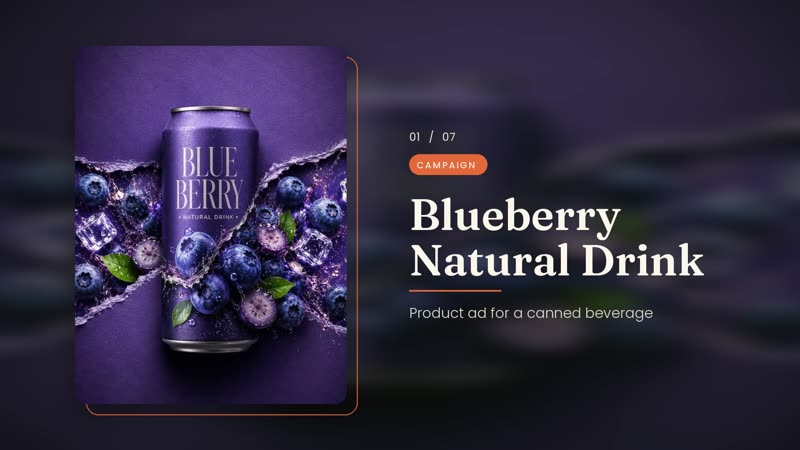 BLUE
BERRY
• NATURAL DRINK •
01 / 07
CAMPAIGN
Blueberry
Natural Drink
Product ad for a canned beverage